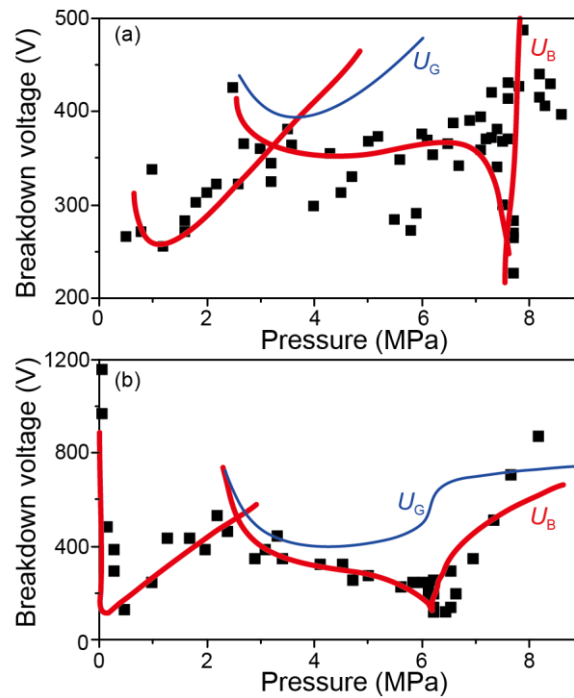 500
(a)
U_G
U_B
400
300
200
0
2
4
6
8
Breakdown voltage (V)
Pressure (MPa)
1200
(b)
800
U_G
U_B
400
0
0
2
4
6
8
Breakdown voltage (V)
Pressure (MPa)